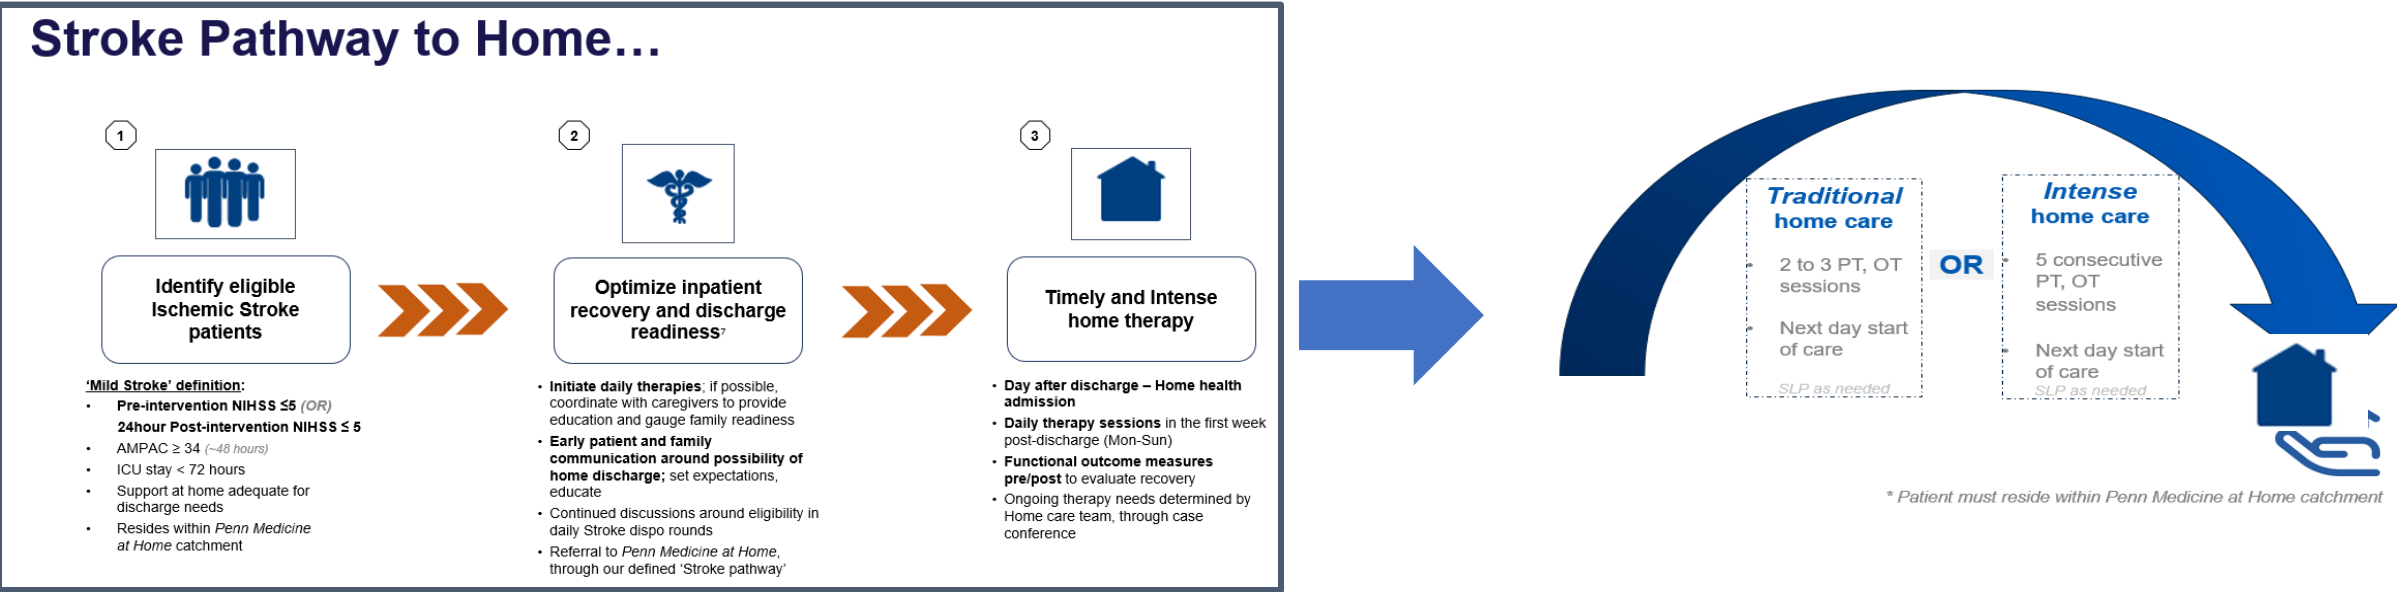 Stroke Pathway to Home…
1
Identify eligible
Ischemic Stroke
patients
‘Mild Stroke’ definition:
• Pre-intervention NIHSS ≤5 (OR)
24hour Post-intervention NIHSS ≤ 5
• AMPAC ≥ 34 (~48 hours)
• ICU stay < 72 hours
• Support at home adequate for
discharge needs
• Resides within Penn Medicine
at Home catchment
2
Optimize inpatient
recovery and discharge
readiness⁷
• Initiate daily therapies; if possible,
coordinate with caregivers to provide
education and gauge family readiness
• Early patient and family
communication around possibility of
home discharge; set expectations,
educate
• Continued discussions around eligibility in
daily Stroke dispo rounds
• Referral to Penn Medicine at Home,
through our defined ‘Stroke pathway’
3
Timely and Intense
home therapy
• Day after discharge – Home health
admission
• Daily therapy sessions in the first week
post-discharge (Mon-Sun)
• Functional outcome measures
pre/post to evaluate recovery
• Ongoing therapy needs determined by
Home care team, through case
conference
Traditional
home care
• 2 to 3 PT, OT
sessions
• Next day start
of care
SLP as needed
OR
Intense
home care
• 5 consecutive
PT, OT
sessions
• Next day start
of care
SLP as needed
* Patient must reside within Penn Medicine at Home catchment